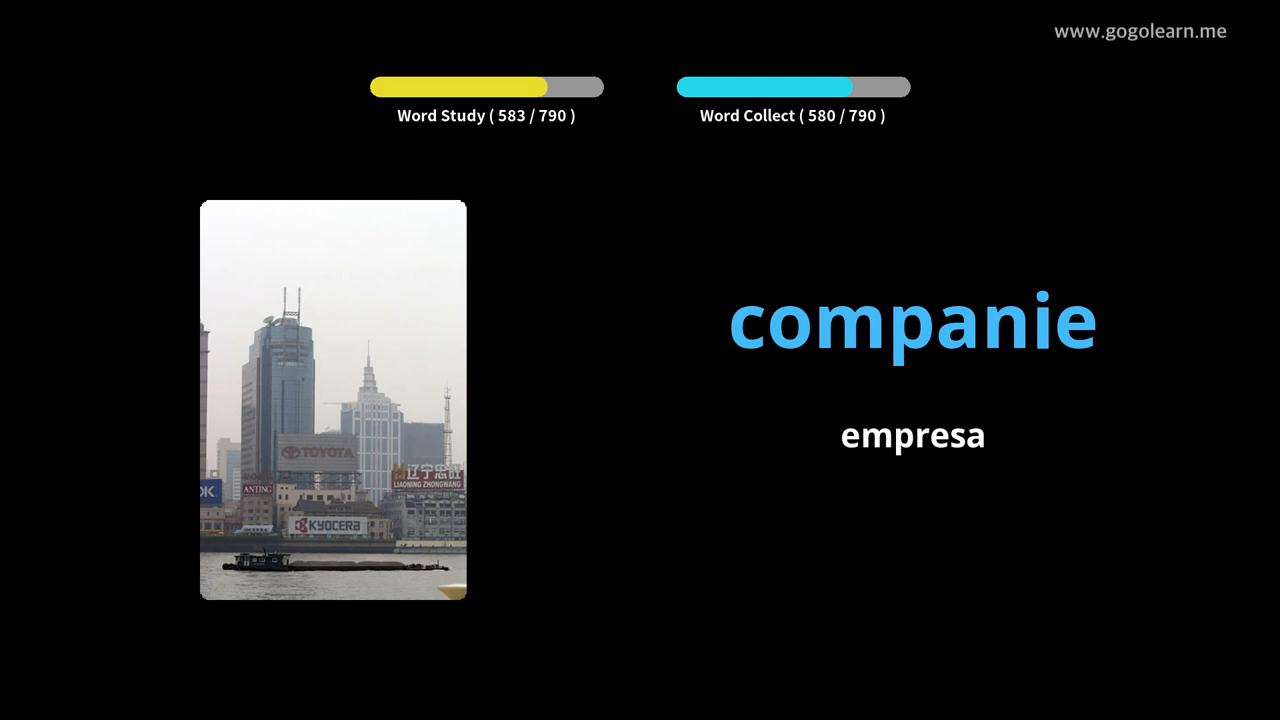 www.gogolearn.me
Word Study ( 583 / 790 )
Word Collect ( 580 / 790 )
companie
empresa
TOYOTA
辽宁忠旺
LIAONING ZHONGWANG
OK
ANTING
KYOCERA